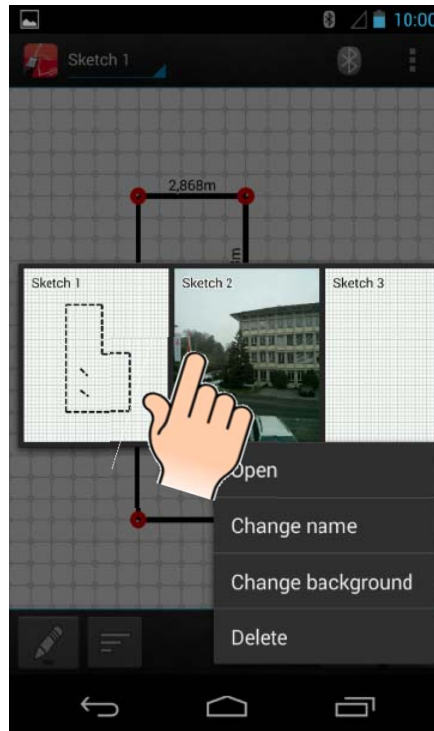 10:00
Sketch 1
2,868m
m
Sketch 1
Sketch 2
Sketch 3
Open
Change name
Change background
Delete